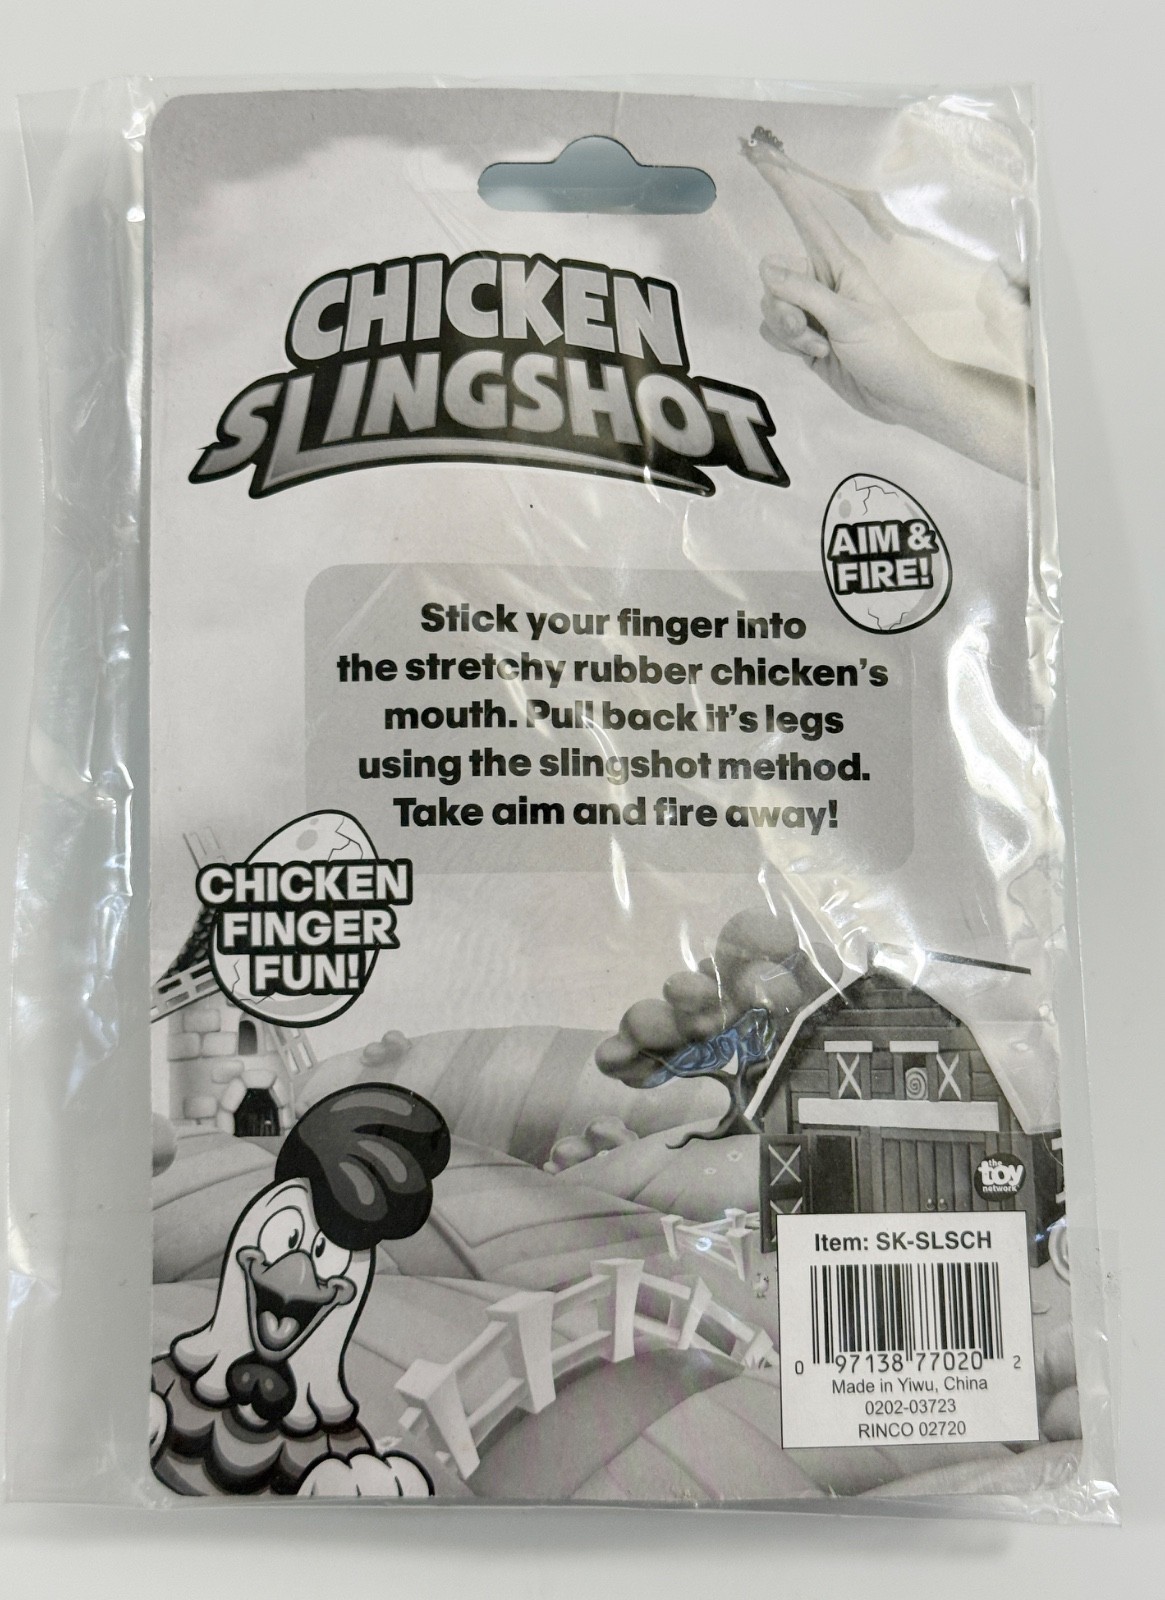 CHICKEN
SLINGSHOT
AIM &
FIRE!
Stick your finger into
the stretchy rubber chicken's
mouth. Pull back it's legs
using the slingshot method.
Take aim and fire away!
CHICKEN
FINGER
FUN!
the
toy
network
Item: SK-SLSCH
0 97138 77020 2
Made in Yiwu, China
0202-03723
RINCO 02720